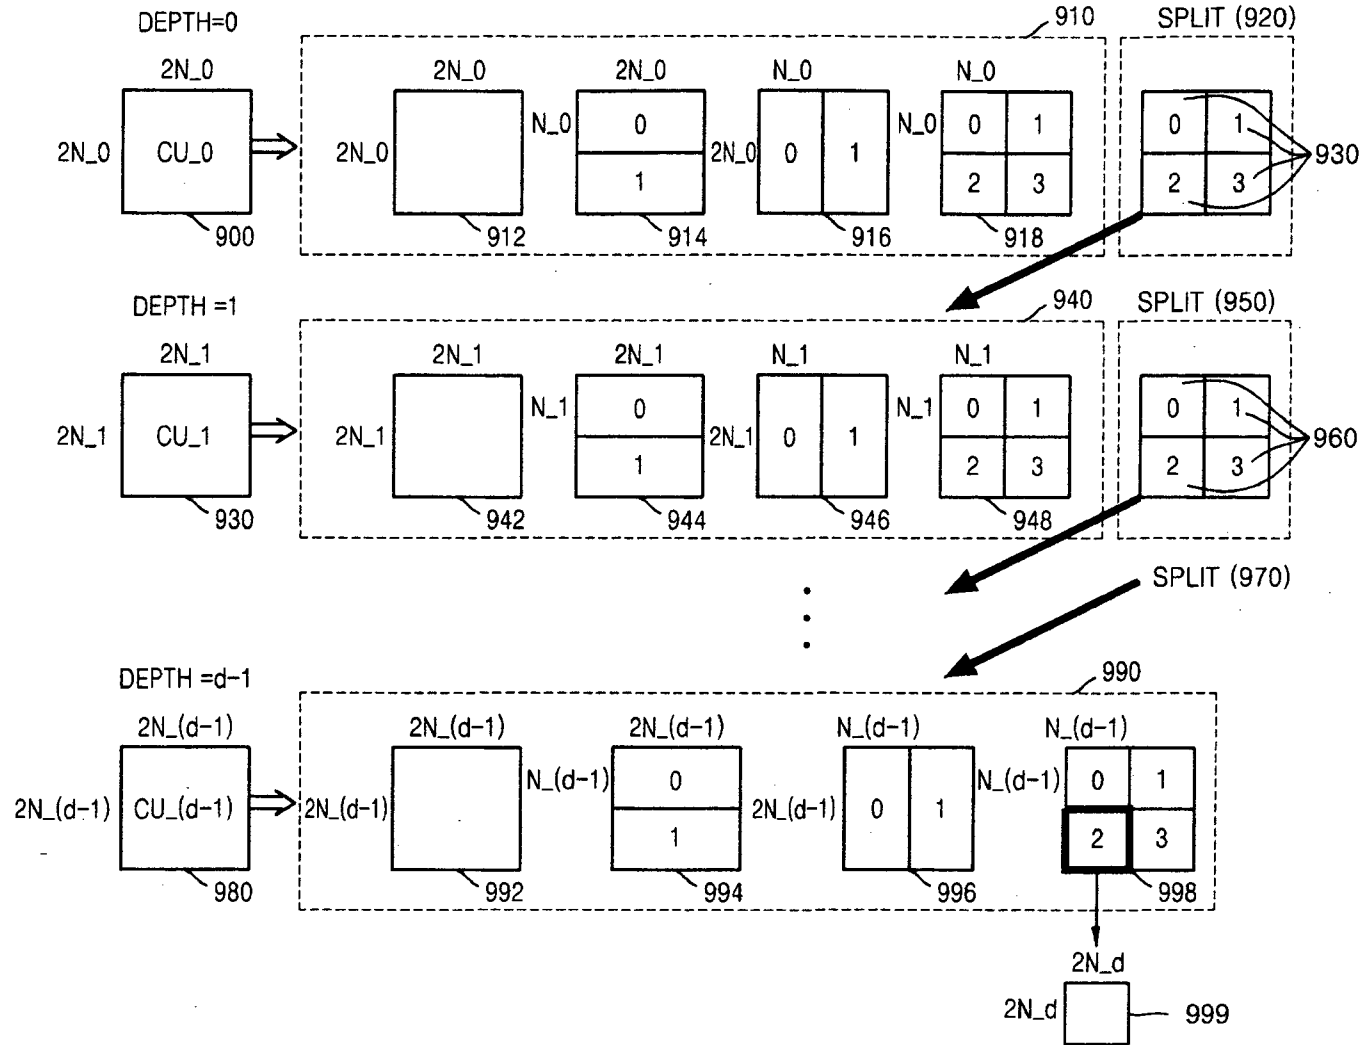 DEPTH=0
910
SPLIT (920)
2N_0
2N_0
2N_0
N_0
N_0
2N_0
CU_0
2N_0
N_0
0
1
2N_0
0
1
N_0
0
1
2
3
0
1
2
3
930
900
912
914
916
918
DEPTH =1
940
SPLIT (950)
2N_1
2N_1
2N_1
N_1
N_1
2N_1
CU_1
2N_1
N_1
0
1
2N_1
0
1
N_1
0
1
2
3
0
1
2
3
960
930
942
944
946
948
SPLIT (970)
DEPTH =d-1
990
2N_(d-1)
2N_(d-1)
2N_(d-1)
N_(d-1)
N_(d-1)
2N_(d-1)
CU_(d-1)
2N_(d-1)
N_(d-1)
0
1
2N_(d-1)
0
1
N_(d-1)
0
1
2
3
980
992
994
996
998
2N_d
2N_d
999